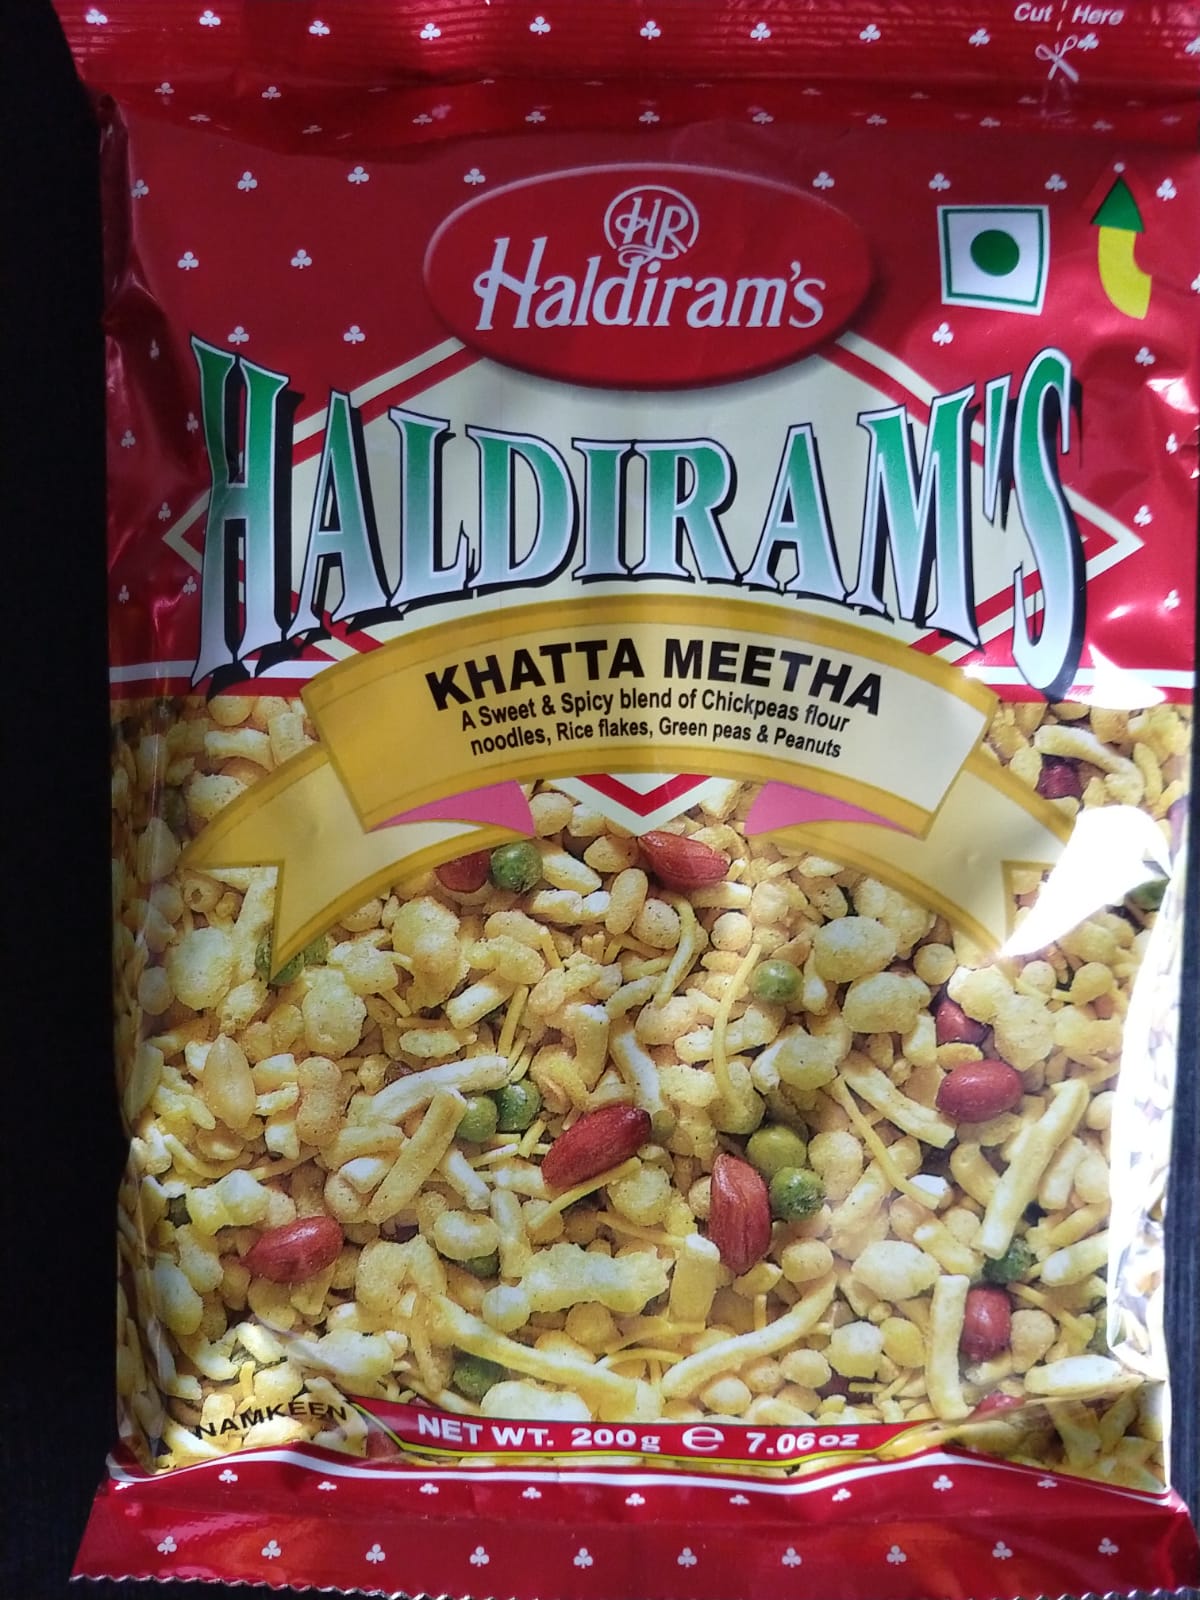 Cut Here
HR
Haldiram's
HALDIRAM'S
KHATTA MEETHA
A Sweet & Spicy blend of Chickpeas flour
noodles, Rice flakes, Green peas & Peanuts
NAMKEEN
NET WT. 200g e 7.06oz